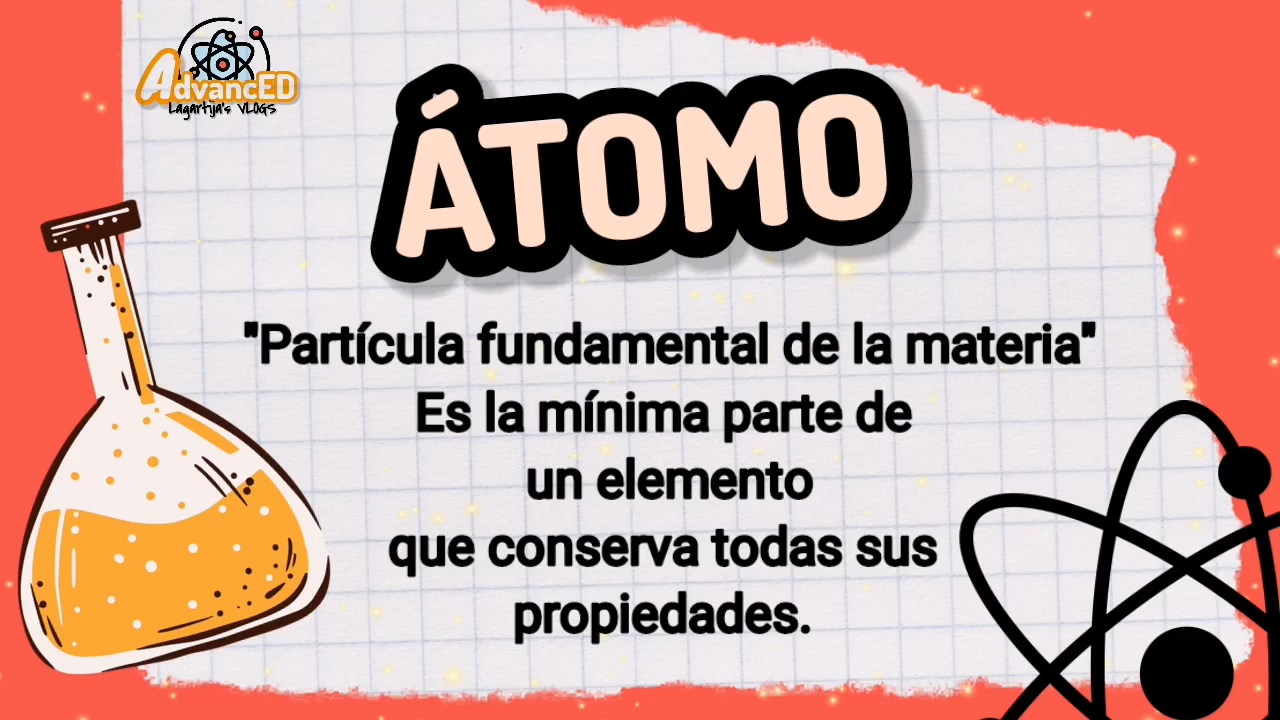 AdvancED
Lagartija's VLOGS
ÁTOMO
"Partícula fundamental de la materia"
Es la mínima parte de
un elemento
que conserva todas sus
propiedades.